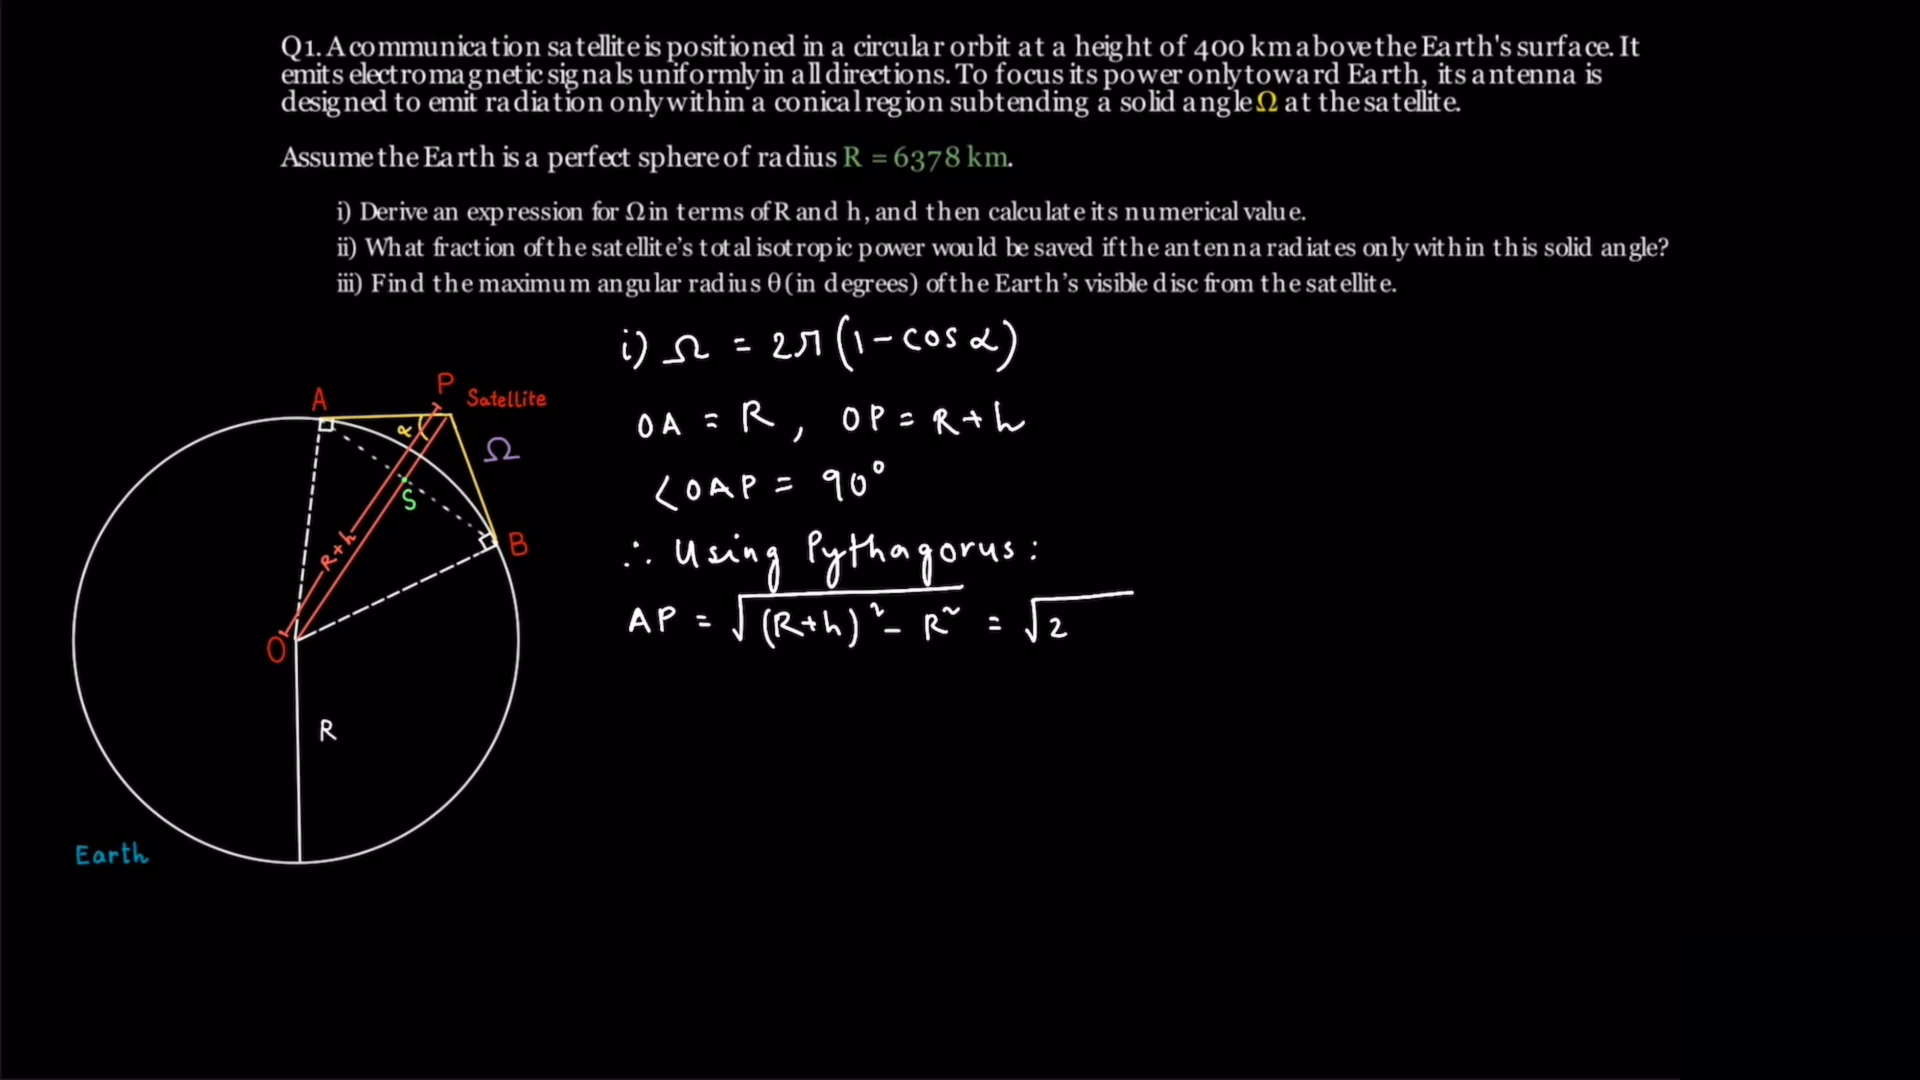 Q1. A communication satellite is positioned in a circular orbit at a height of 400 km above the Earth's surface. It
emits electromagnetic signals uniformly in all directions. To focus its power only toward Earth, its antenna is
designed to emit radiation only within a conical region subtending a solid angle Ω at the satellite.
Assume the Earth is a perfect sphere of radius R = 6378 km.
i) Derive an expression for Ω in terms of R and h, and then calculate its numerical value.
ii) What fraction of the satellite’s total isotropic power would be saved if the antenna radiates only within this solid angle?
iii) Find the maximum angular radius θ (in degrees) of the Earth’s visible disc from the satellite.
i) Ω = 2π(1-cos α)
OA = R, OP = R+h
<OAP = 90°
∴ Using Pythagorus:
AP = √(R+h)² - R² = √2
A
P
Satellite
α
Ω
S
R+h
B
O
R
Earth